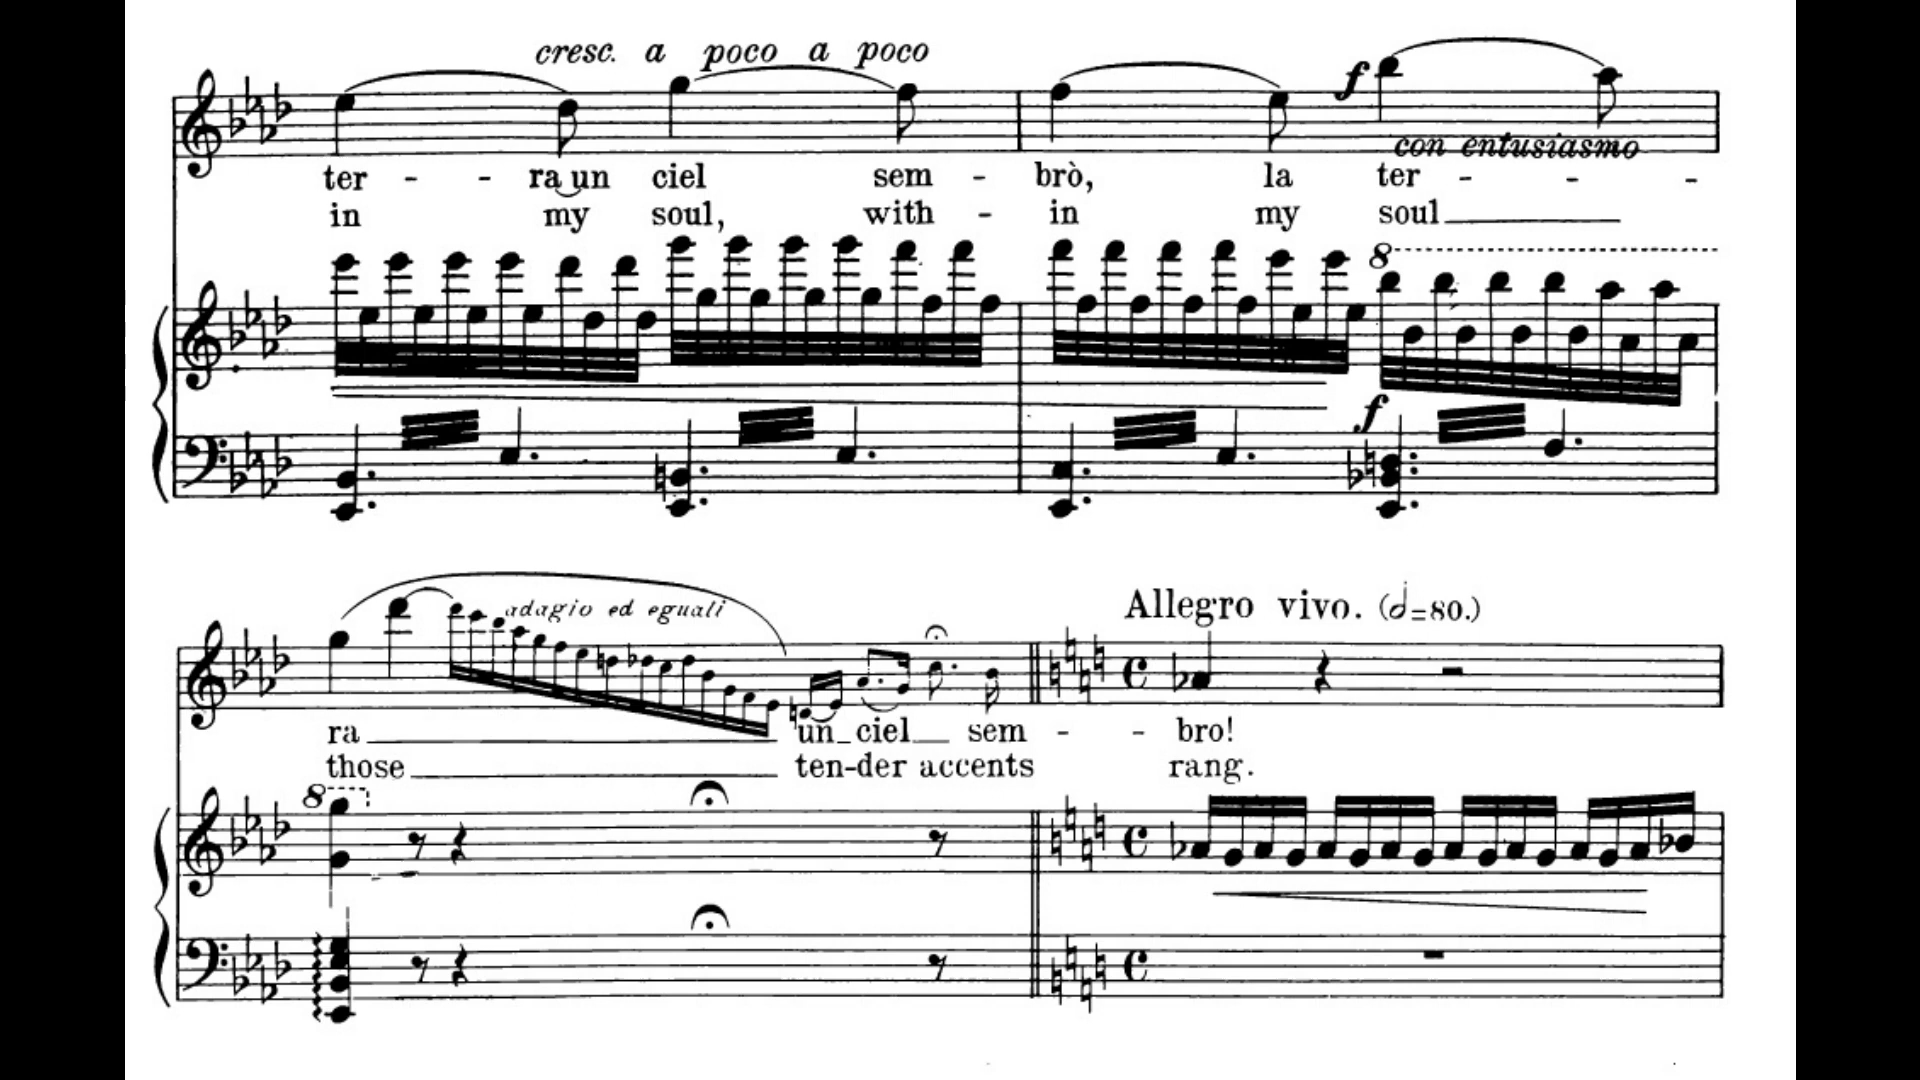 cresc. a poco a poco
f
con entusiasmo
ter - - ra un ciel sem - brò, la ter - - -
in my soul, with - in my soul
8
f
adagio ed eguali
Allegro vivo. (𝅗𝅥=80.)
ra un ciel sem - - bro!
those ten-der accents rang.
8